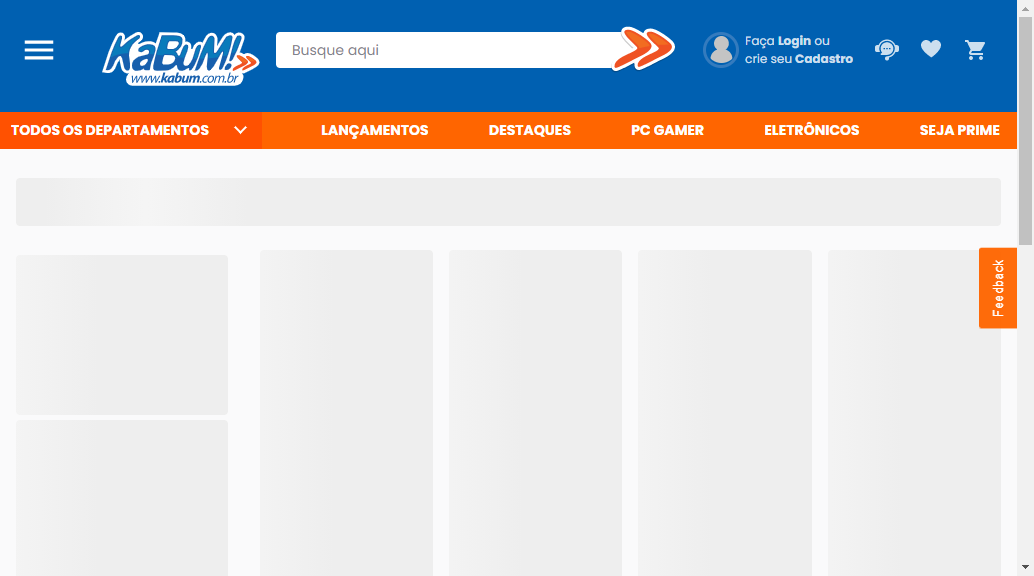 KaBuM!
www.kabum.com.br
Busque aqui
Faça Login ou
crie seu Cadastro
TODOS OS DEPARTAMENTOS
LANÇAMENTOS
DESTAQUES
PC GAMER
ELETRÔNICOS
SEJA PRIME
Feedback